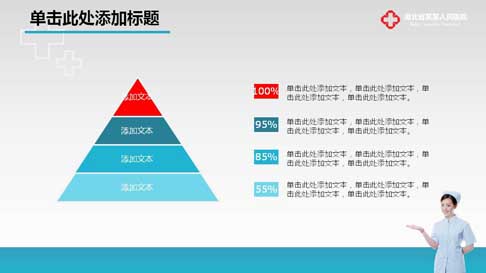 单击此处添加标题
湖北省某某人民医院
添加文本
添加文本
添加文本
添加文本
100%
单击此处添加文本，单击此处添加文本，单
击此处添加文本，单击此处添加文本。
95%
单击此处添加文本，单击此处添加文本，单
击此处添加文本，单击此处添加文本。
85%
单击此处添加文本，单击此处添加文本，单
击此处添加文本，单击此处添加文本。
55%
单击此处添加文本，单击此处添加文本，单
击此处添加文本，单击此处添加文本。